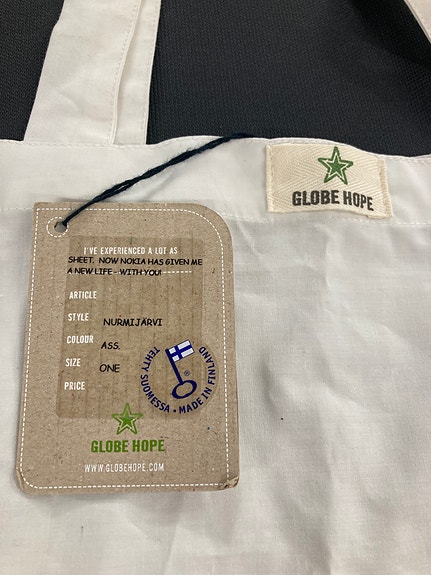 GLOBE HOPE
I'VE EXPERIENCED A LOT AS
SHEET. NOW NOKIA HAS GIVEN ME
A NEW LIFE - WITH YOU!
ARTICLE
STYLE NURMIJÄRVI
COLOUR ASS.
SIZE ONE
PRICE
TEHTY SUOMESSA • MADE IN FINLAND
®
GLOBE HOPE
WWW.GLOBEHOPE.COM